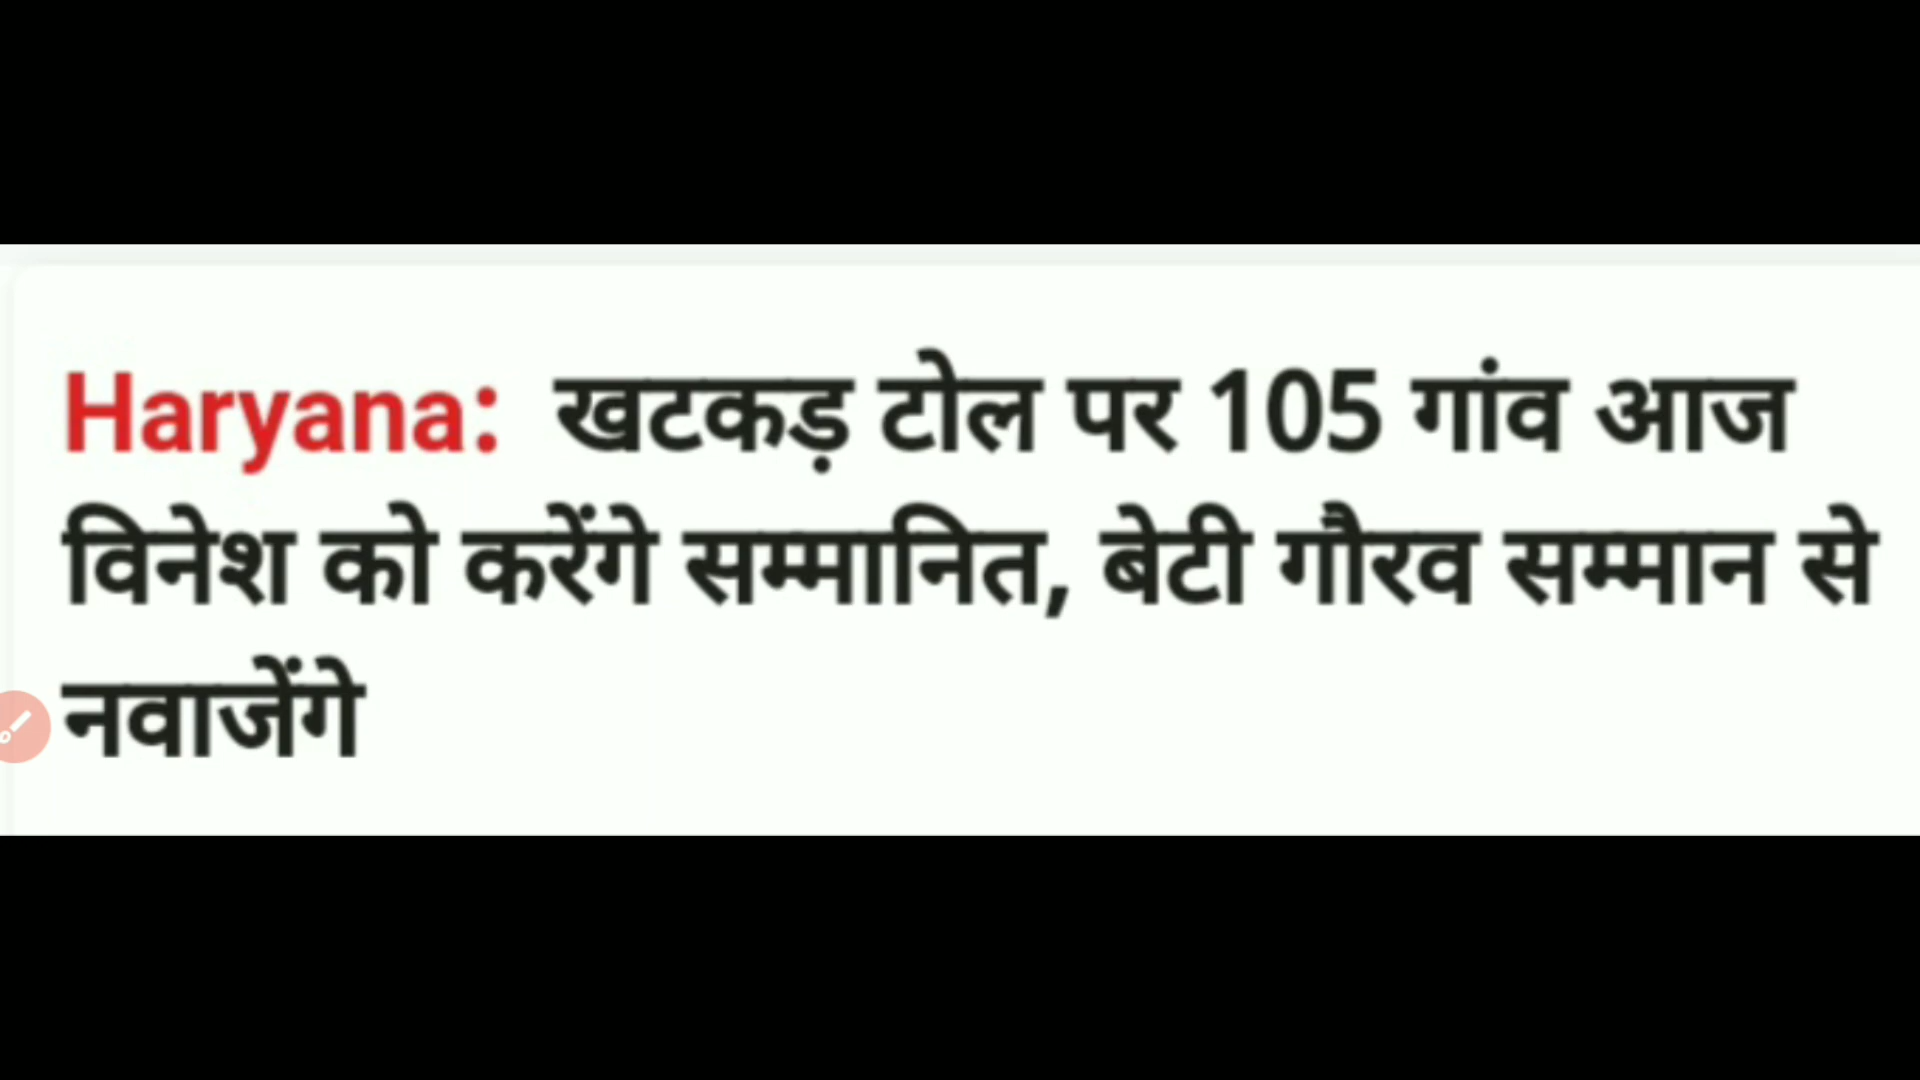 Haryana: खटकड़ टोल पर 105 गांव आज
विनेश को करेंगे सम्मानित, बेटी गौरव सम्मान से
नवाजेंगे